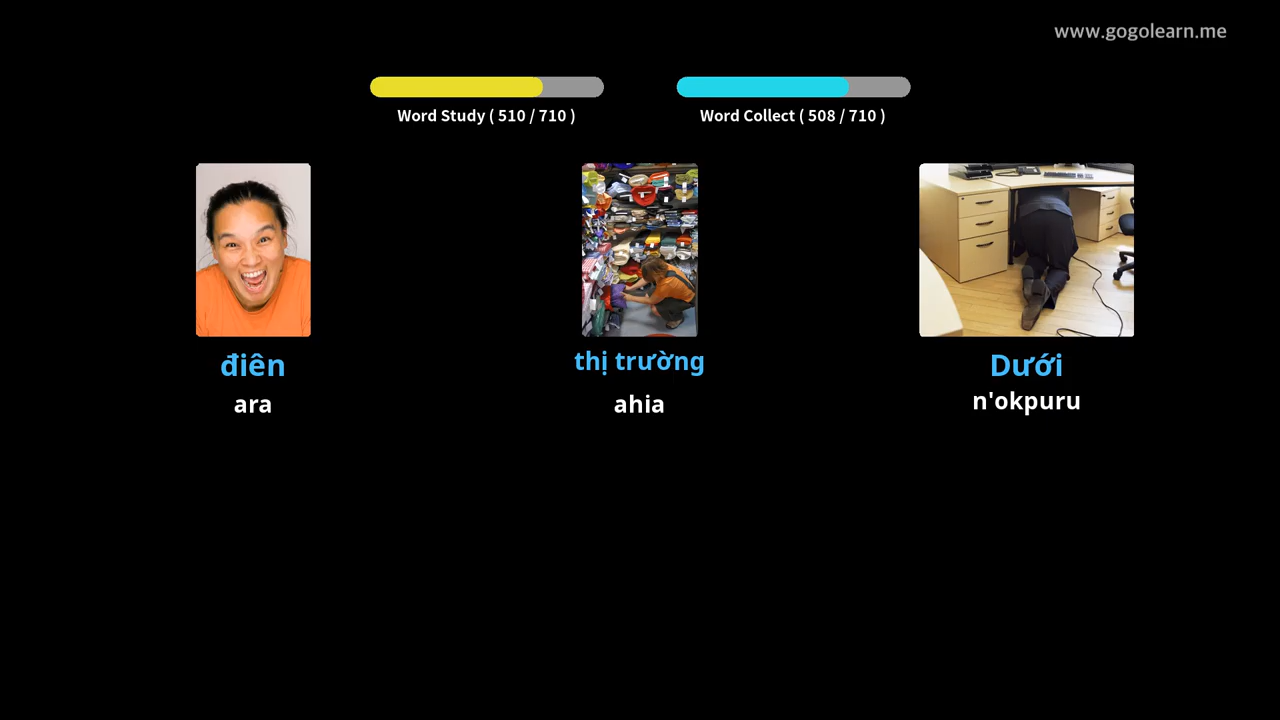 www.gogolearn.me
Word Study ( 510 / 710 )
Word Collect ( 508 / 710 )
điên
thị trường
Dưới
ara
ahia
n'okpuru